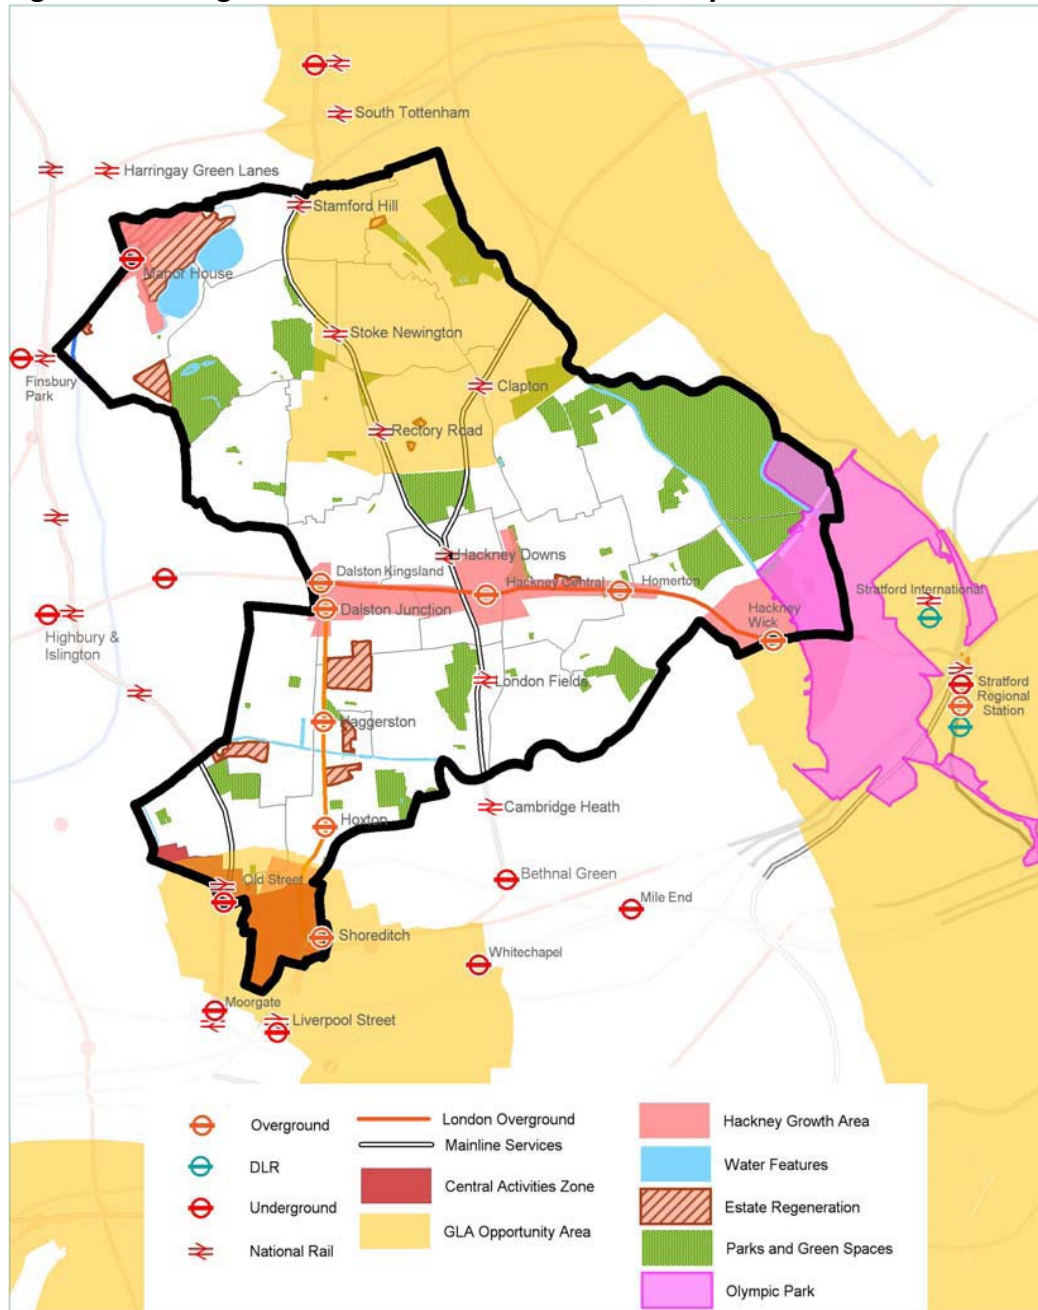 South Tottenham
Harringay Green Lanes
Stamford Hill
Manor House
Stoke Newington
Finsbury
Park
Clapton
Rectory Road
Hackney Downs
Dalston Kingsland
Hackney Central
Homerton
Stratford International
Dalston Junction
Hackney
Wick
Highbury &
Islington
London Fields
Stratford
Regional
Station
Haggerston
Cambridge Heath
Hoxton
Old Street
Bethnal Green
Mile End
Shoreditch
Whitechapel
Moorgate
Liverpool Street
Overground
DLR
Underground
National Rail
London Overground
Mainline Services
Central Activities Zone
GLA Opportunity Area
Hackney Growth Area
Water Features
Estate Regeneration
Parks and Green Spaces
Olympic Park